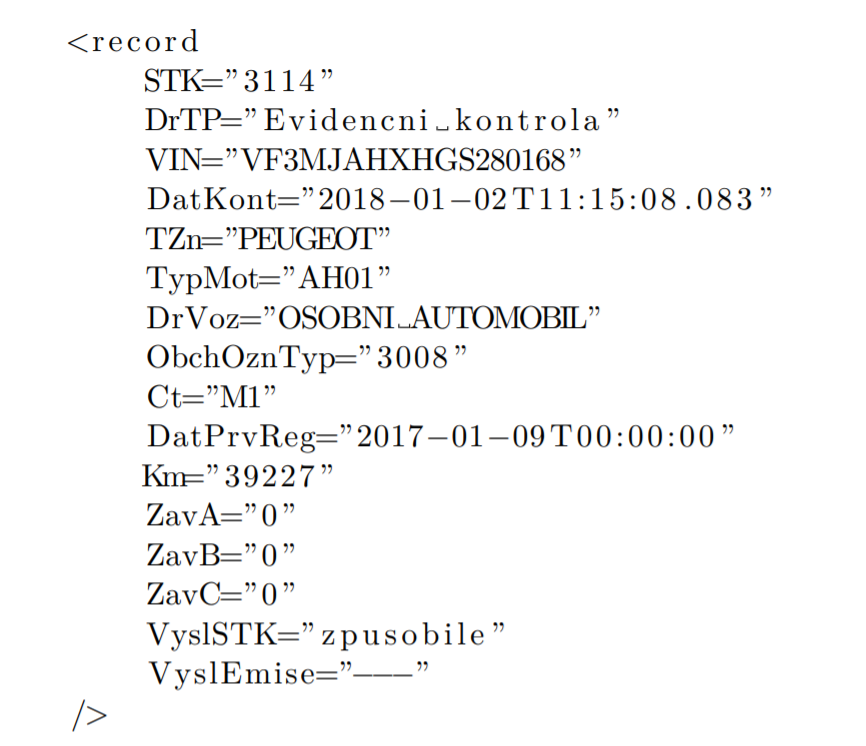 <record
STK="3114"
DrTP="Evidencni␣kontrola"
VIN="VF3MJAHXHGS280168"
DatKont="2018-01-02T11:15:08.083"
TZn="PEUGEOT"
TypMot="AH01"
DrVoz="OSOBNI␣AUTOMOBIL"
ObchOznTyp="3008"
Ct="M1"
DatPrvReg="2017-01-09T00:00:00"
Km="39227"
ZavA="0"
ZavB="0"
ZavC="0"
VyslSTK="zpusobile"
VyslEmise="---"
/>